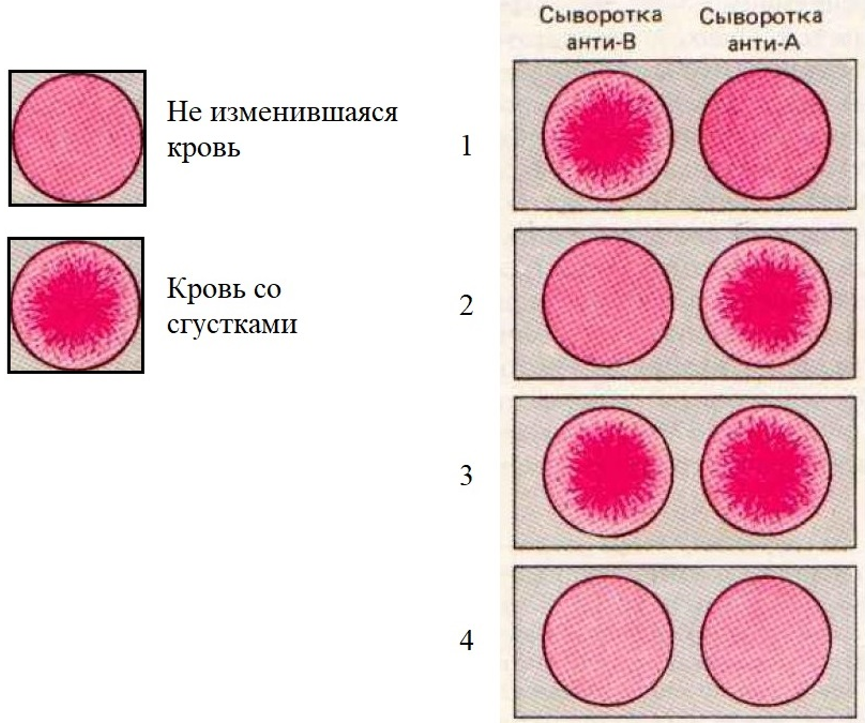 Сыворотка
анти-В
Сыворотка
анти-А
Не изменившаяся
кровь
Кровь со
сгустками
1
2
3
4